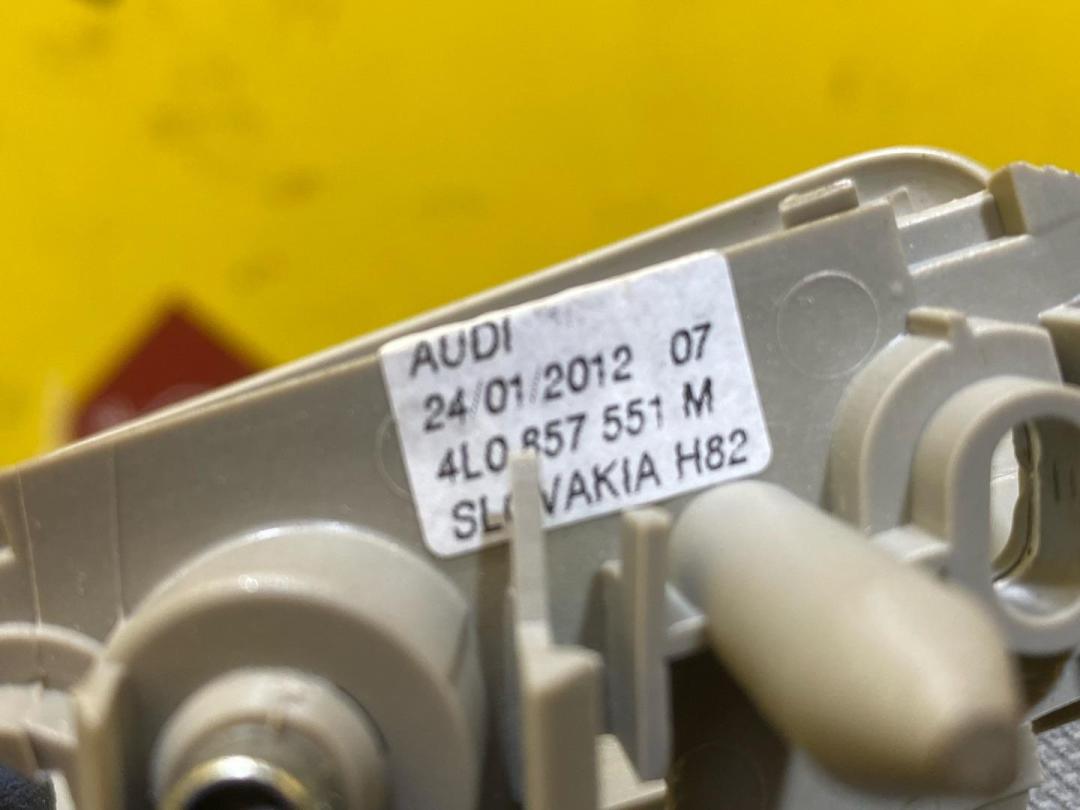 AUDI
24/01/2012 07
4L0 857 551 M
SLOVAKIA H82